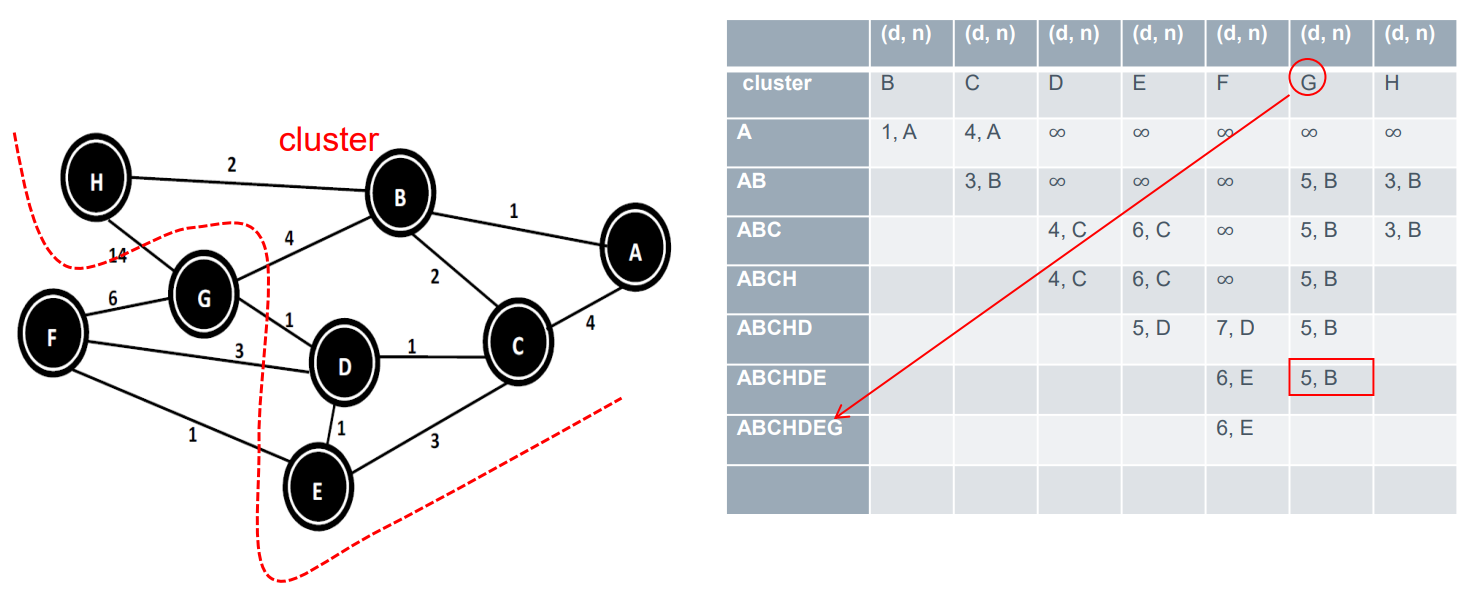 cluster
H
2
B
1
A
14
4
2
4
G
6
F
1
3
D
1
C
1
1
3
E
(d, n) (d, n) (d, n) (d, n) (d, n) (d, n) (d, n)
cluster B C D E F G H
A 1, A 4, A ∞ ∞ ∞ ∞ ∞
AB 3, B ∞ ∞ ∞ 5, B 3, B
ABC 4, C 6, C ∞ 5, B 3, B
ABCH 4, C 6, C ∞ 5, B
ABCHD 5, D 7, D 5, B
ABCHDE 6, E 5, B
ABCHDEG 6, E